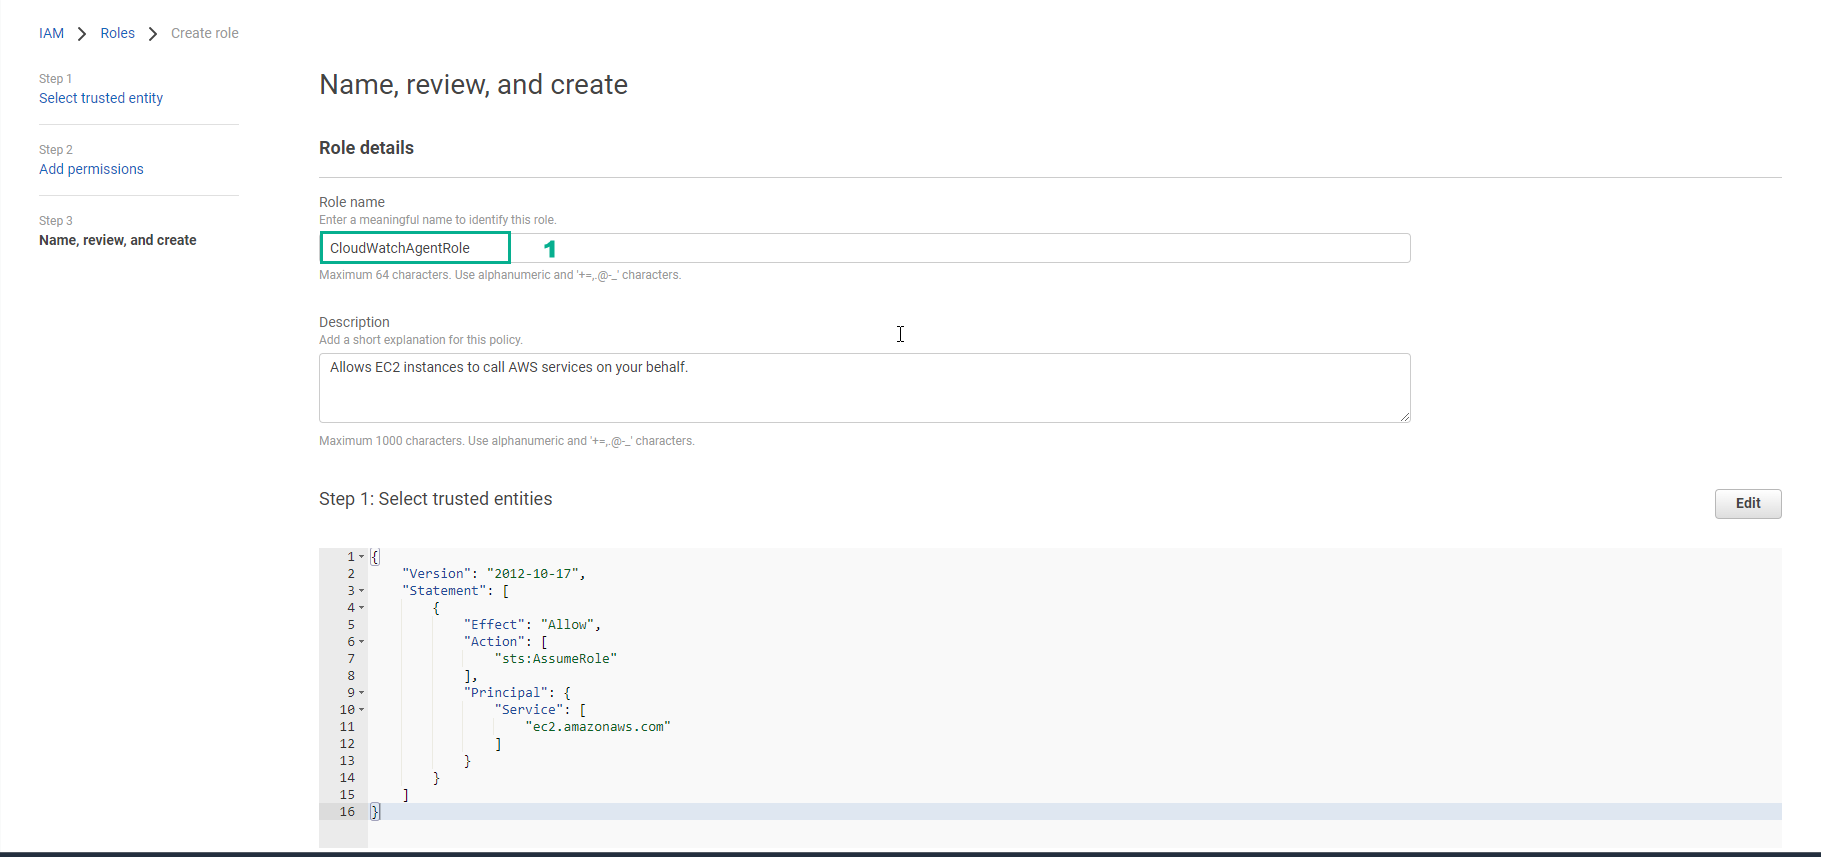 IAM > Roles > Create role
Step 1
Select trusted entity
Step 2
Add permissions
Step 3
Name, review, and create
Name, review, and create
Role details
Role name
Enter a meaningful name to identify this role.
CloudWatchAgentRole 1
Maximum 64 characters. Use alphanumeric and '+=,.@-_' characters.
Description
Add a short explanation for this policy.
Allows EC2 instances to call AWS services on your behalf.
Maximum 1000 characters. Use alphanumeric and '+=,.@-_' characters.
Step 1: Select trusted entities
Edit
1 {
2     "Version": "2012-10-17",
3     "Statement": [
4         {
5             "Effect": "Allow",
6             "Action": [
7                 "sts:AssumeRole"
8             ],
9             "Principal": {
10                 "Service": [
11                     "ec2.amazonaws.com"
12                 ]
13             }
14         }
15     ]
16 }